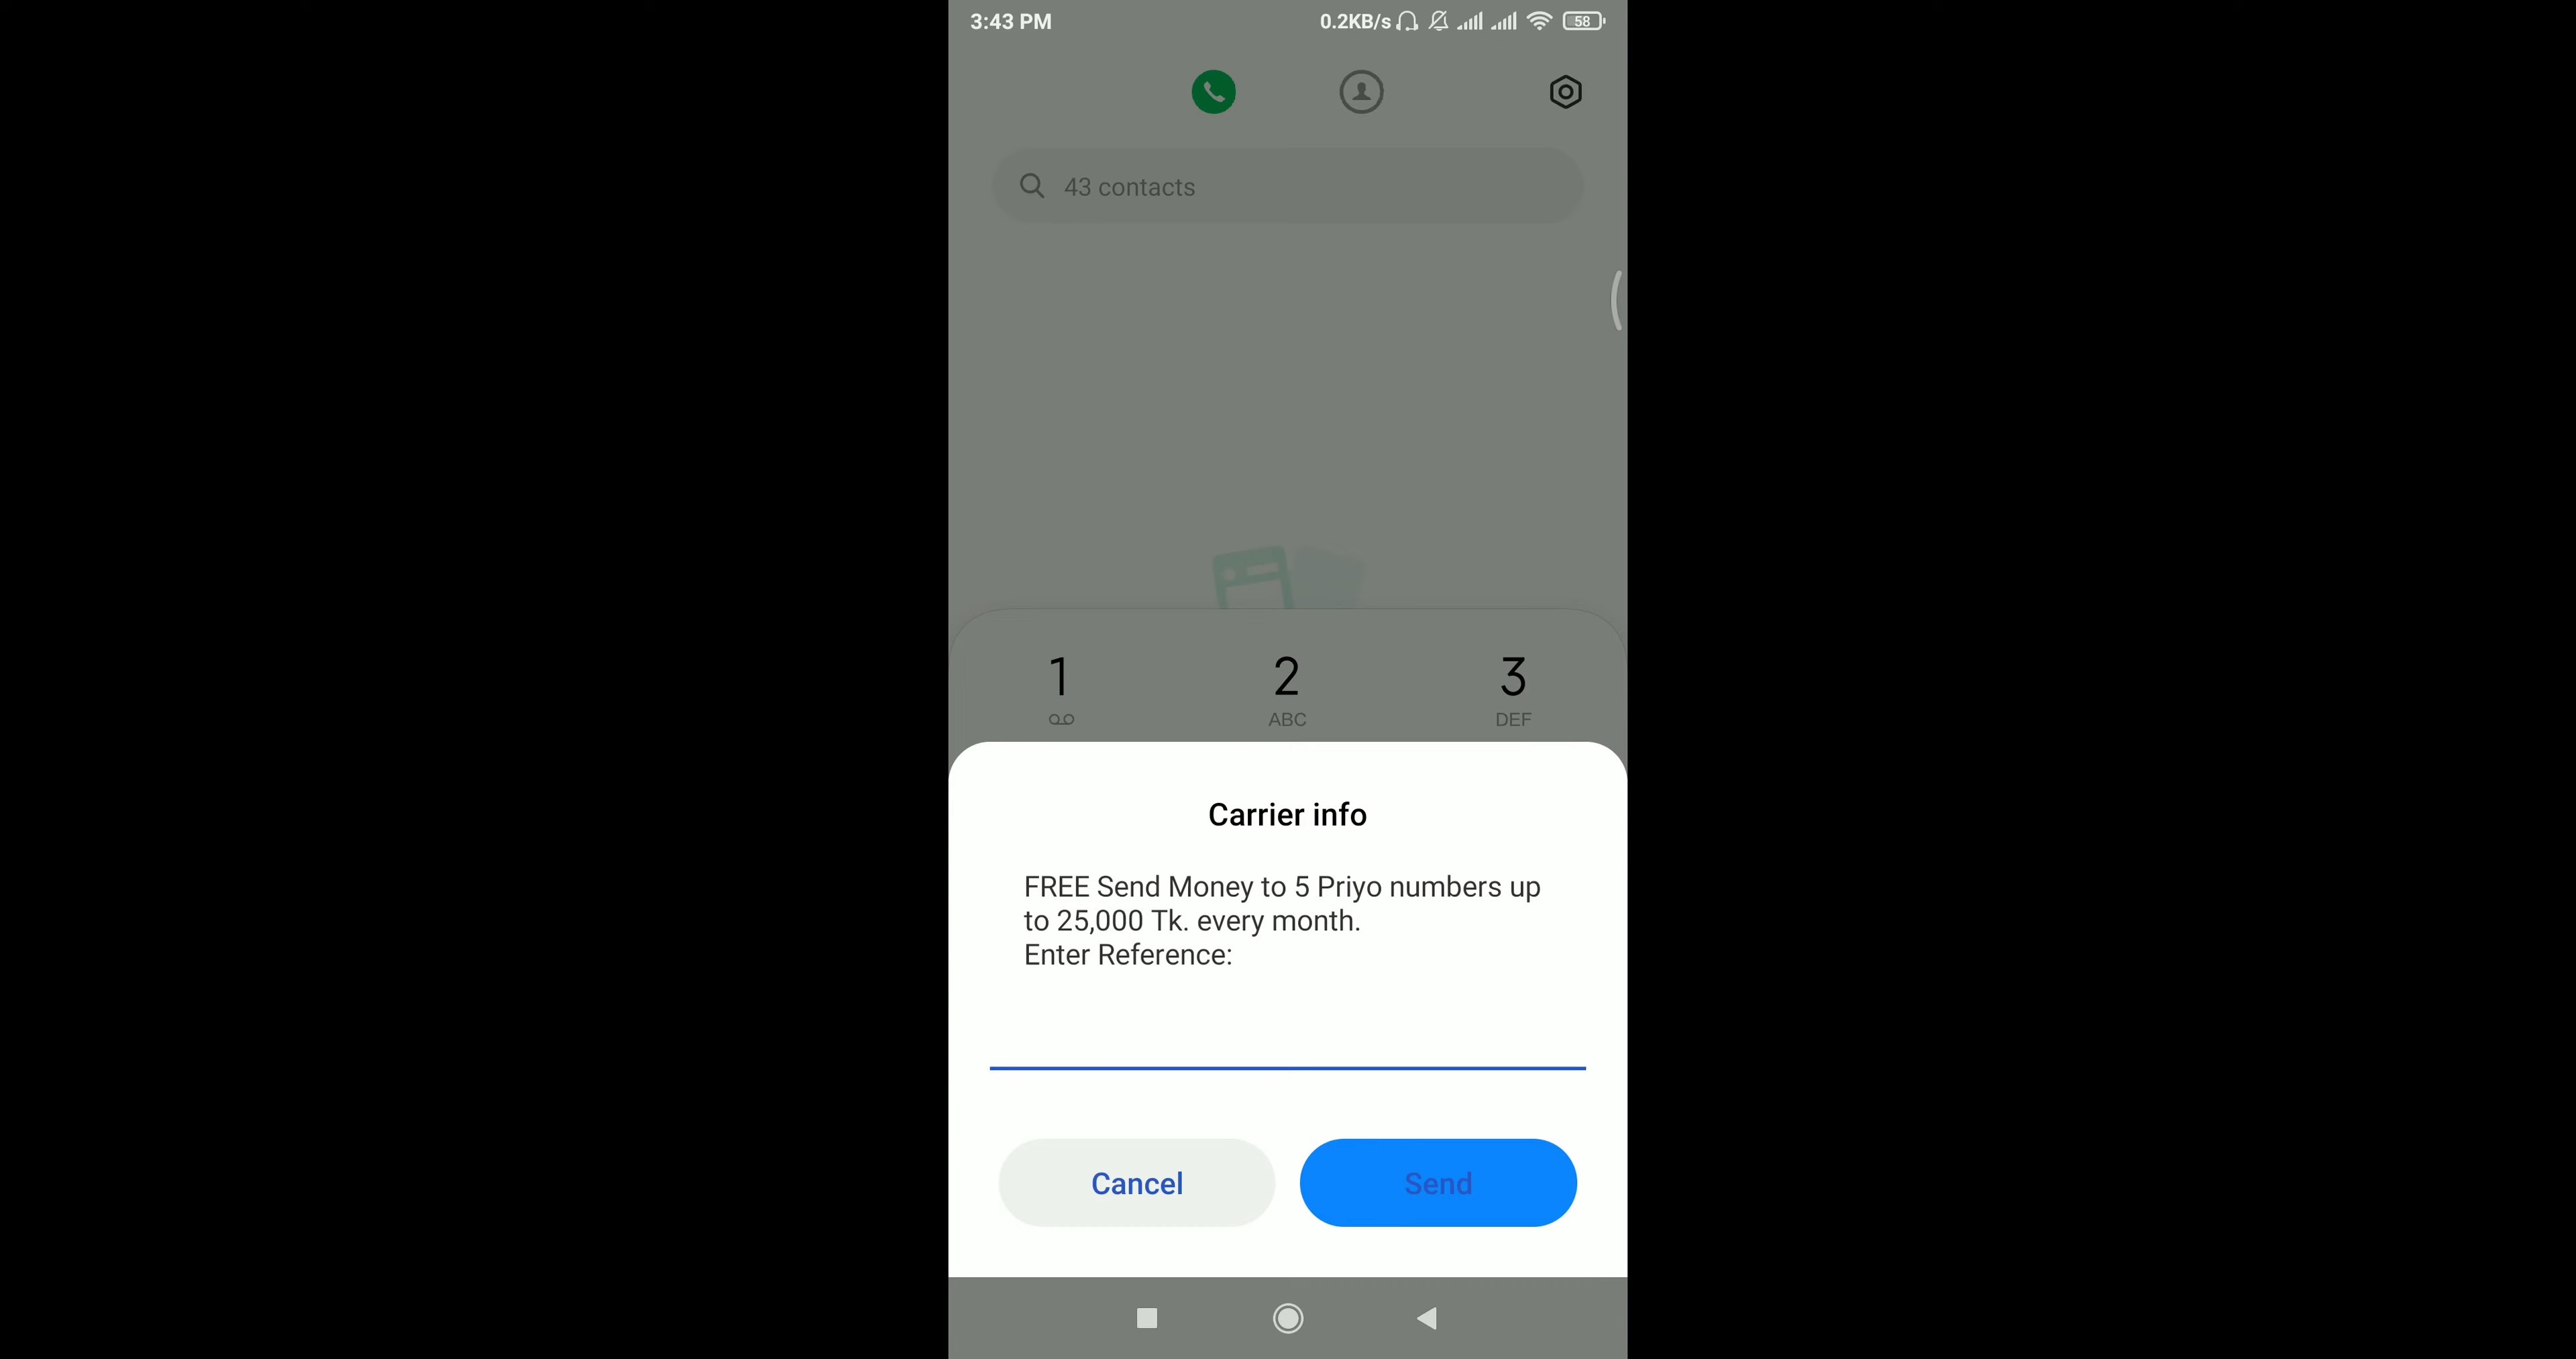 3:43 PM
0.2KB/s
58
43 contacts
1
2
3
ABC
DEF
Carrier info
FREE Send Money to 5 Priyo numbers up
to 25,000 Tk. every month.
Enter Reference:
Cancel
Send